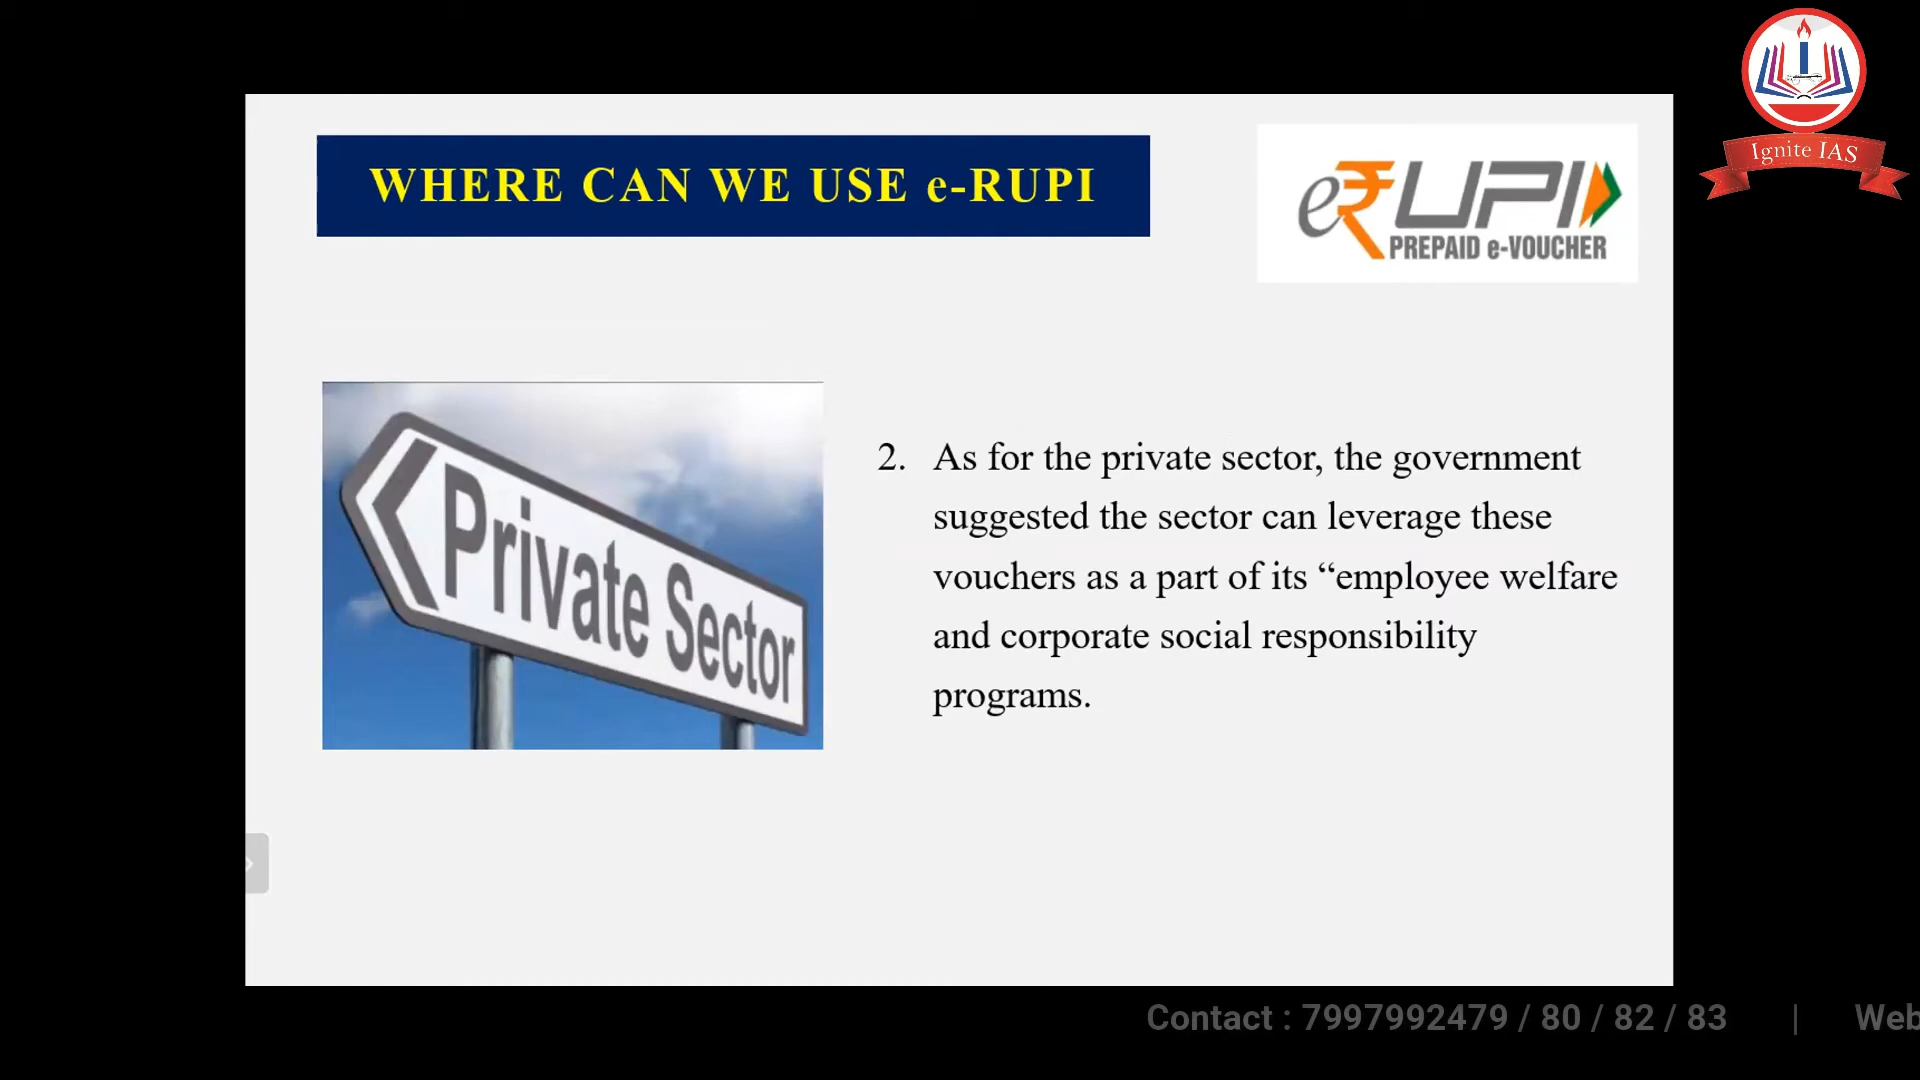 Ignite IAS
WHERE CAN WE USE e-RUPI
e₹UPI
PREPAID e-VOUCHER
Private Sector
2. As for the private sector, the government
suggested the sector can leverage these
vouchers as a part of its “employee welfare
and corporate social responsibility
programs.
Contact : 7997992479 / 80 / 82 / 83 | Web